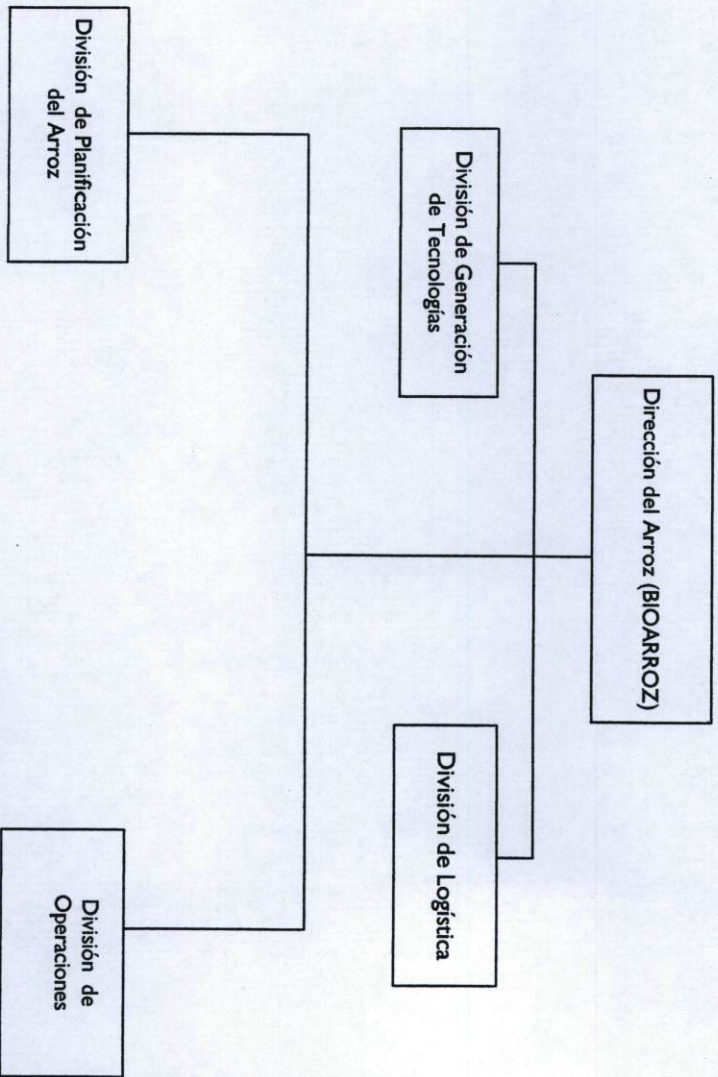 Dirección del Arroz (BIOARROZ)
División de Generación
de Tecnologías
División de Logística
División de Planificación
del Arroz
División de
Operaciones